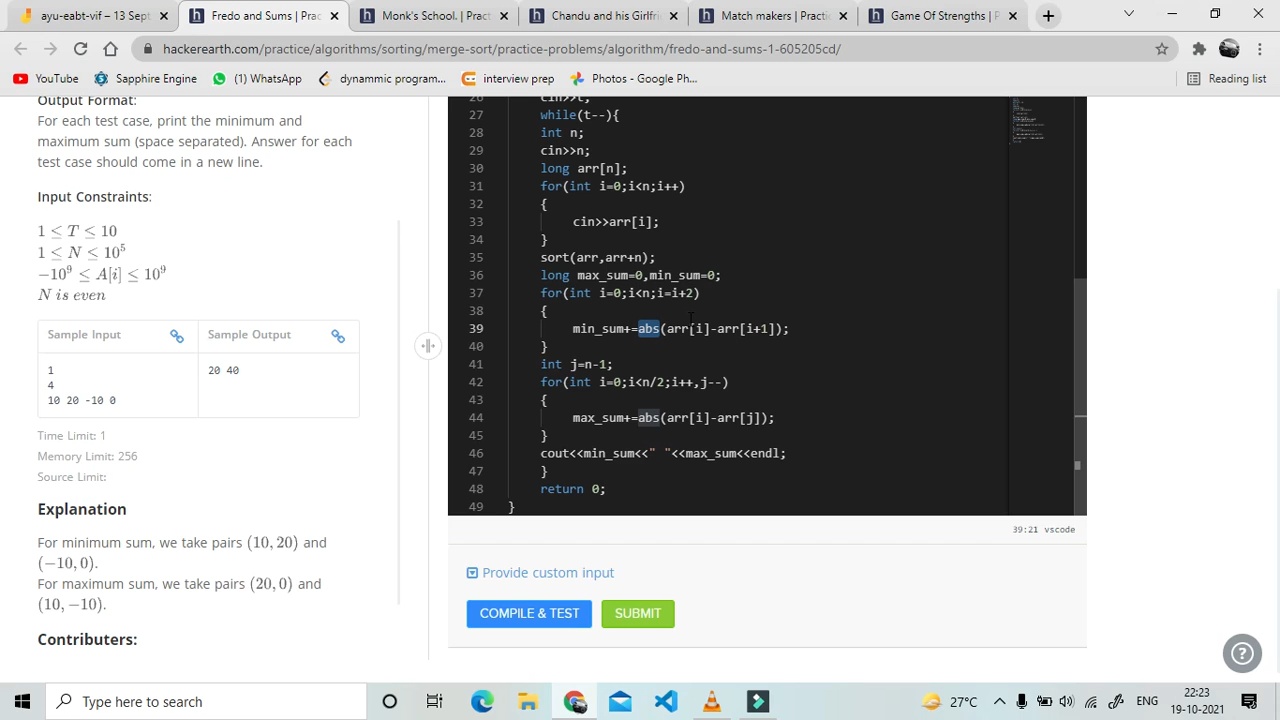 ayu-extra - 13 Sept
Fredo and Sums | Practi
Monk's School | Practic
Chandu and his Girlfrie
Match makers | Practic
Game Of Strengths | P
hackerearth.com/practice/algorithms/sorting/merge-sort/practice-problems/algorithm/fredo-and-sums-1-605205cd/
YouTube
Sapphire Engine
(1) WhatsApp
dynammic program...
interview prep
Photos - Google Ph...
Reading list
Output Format:
For each test case, print the minimum and
maximum sum (space separated). Answer for each
test case should come in a new line.
Input Constraints:
1 ≤ T ≤ 10
1 ≤ N ≤ 10^5
−10^9 ≤ A[i] ≤ 10^9
N is even
Sample Input
Sample Output
1
4
10 20 -10 0
20 40
Time Limit: 1
Memory Limit: 256
Source Limit:
Explanation
For minimum sum, we take pairs (10, 20) and
(−10, 0).
For maximum sum, we take pairs (20, 0) and
(10, −10).
Contributers:
26 cin>>t;
27 while(t--){
28 int n;
29 cin>>n;
30 long arr[n];
31 for(int i=0;i<n;i++)
32 {
33 cin>>arr[i];
34 }
35 sort(arr,arr+n);
36 long max_sum=0,min_sum=0;
37 for(int i=0;i<n;i=i+2)
38 {
39 min_sum+=abs(arr[i]-arr[i+1]);
40 }
41 int j=n-1;
42 for(int i=0;i<n/2;i++,j--)
43 {
44 max_sum+=abs(arr[i]-arr[j]);
45 }
46 cout<<min_sum<<" "<<max_sum<<endl;
47 }
48 return 0;
49 }
39:21 vscode
Provide custom input
COMPILE & TEST
SUBMIT
Type here to search
27°C
ENG
19-10-2021